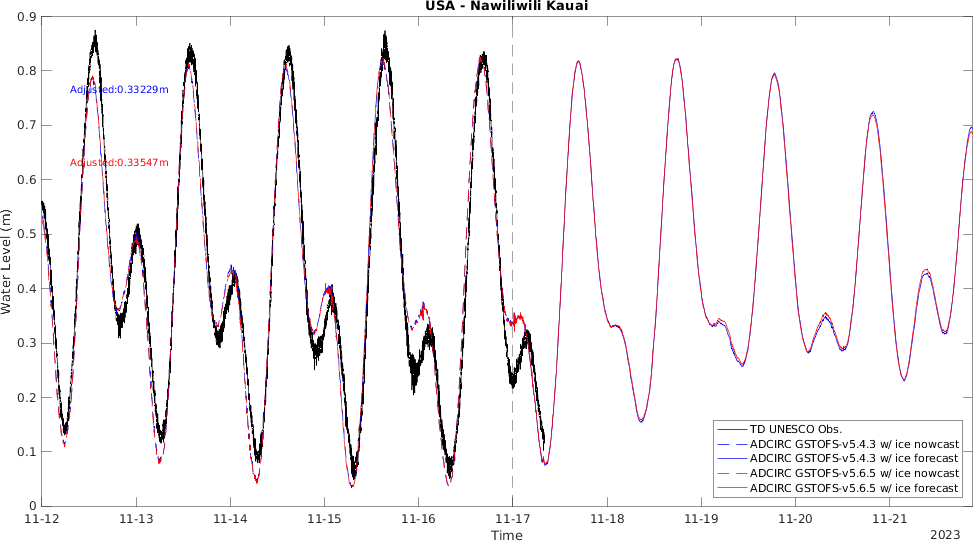 USA - Nawiliwili Kauai
0.9
0.8
0.7
0.6
0.5
0.4
0.3
0.2
0.1
0
Water Level (m)
Adjusted:0.33229m
Adjusted:0.33547m
TD UNESCO Obs.
ADCIRC GSTOFS-v5.4.3 w/ ice nowcast
ADCIRC GSTOFS-v5.4.3 w/ ice forecast
ADCIRC GSTOFS-v5.6.5 w/ ice nowcast
ADCIRC GSTOFS-v5.6.5 w/ ice forecast
11-12 11-13 11-14 11-15 11-16 11-17 11-18 11-19 11-20 11-21
Time
2023